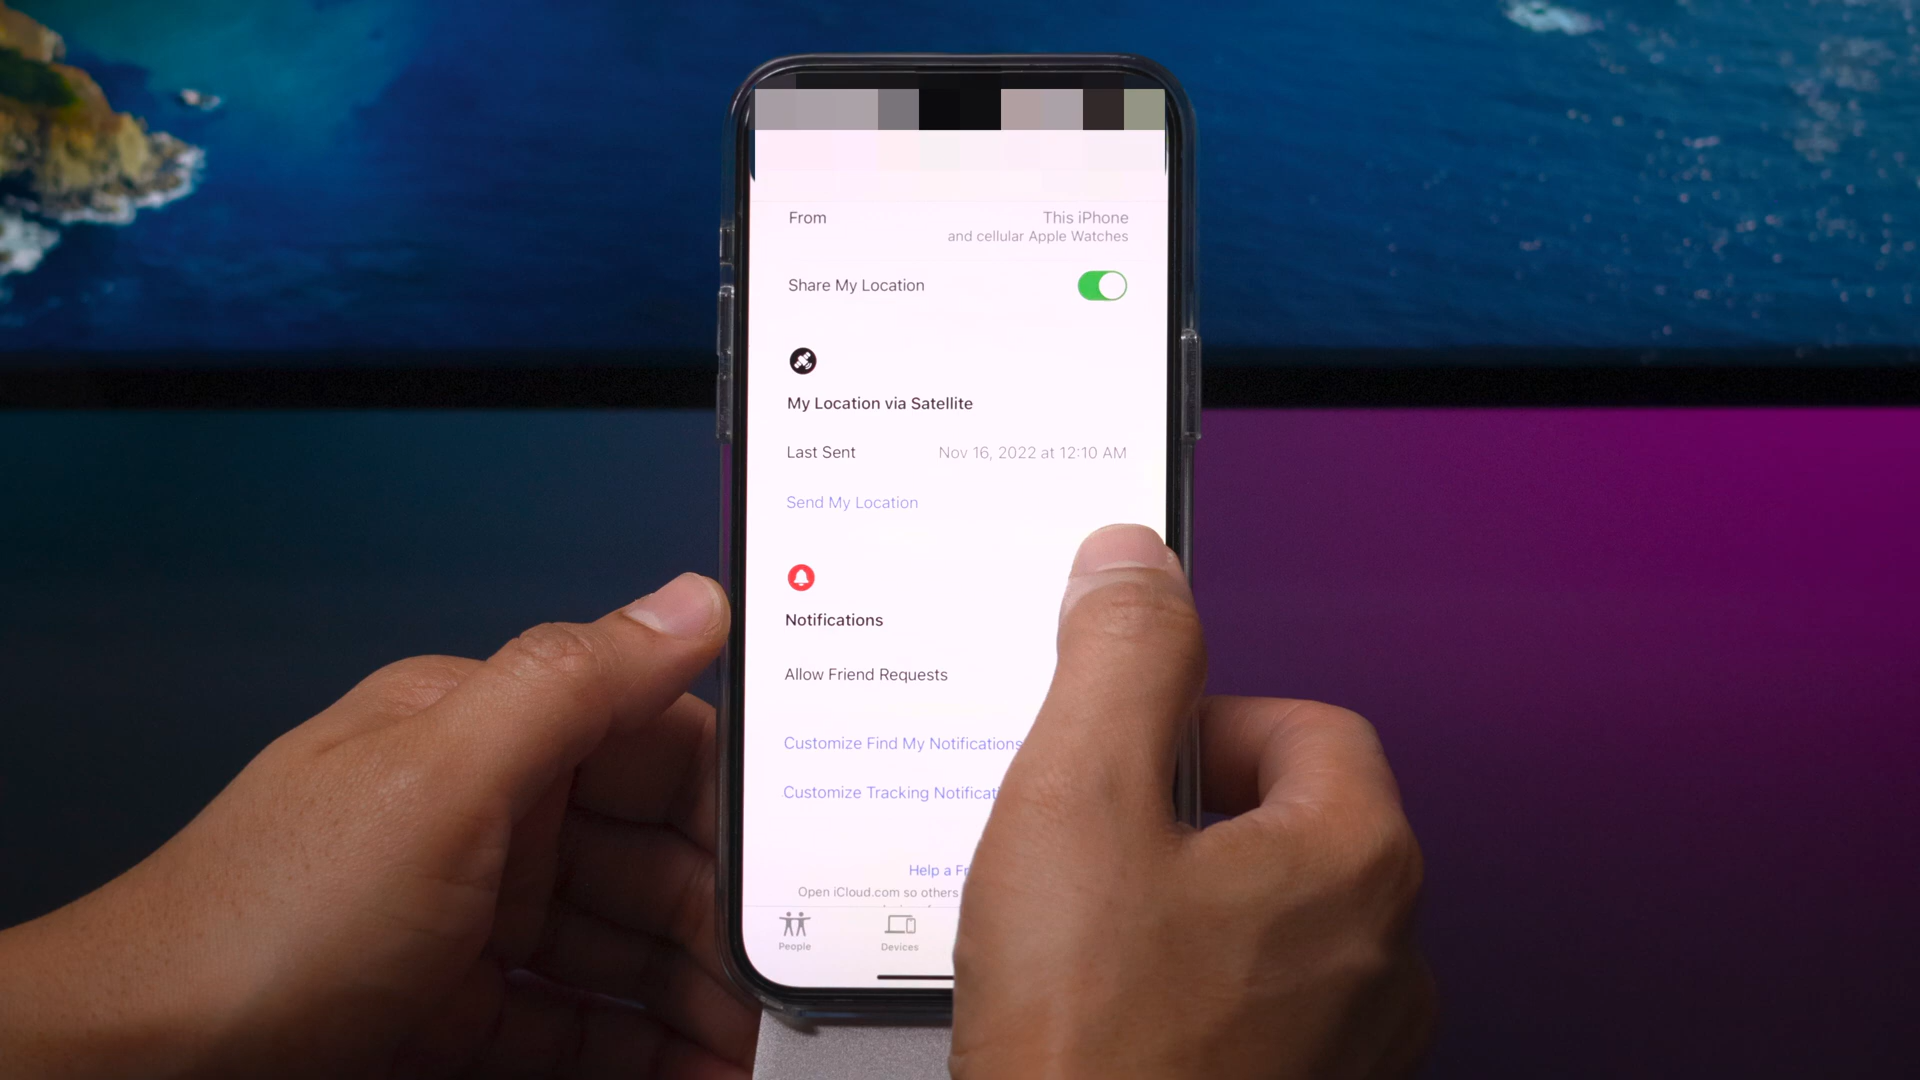 From This iPhone
and cellular Apple Watches
Share My Location
My Location via Satellite
Last Sent Nov 16, 2022 at 12:10 AM
Send My Location
Notifications
Allow Friend Requests
Customize Find My Notifications
Customize Tracking
Help a
Open iCloud.com so others
People Devices